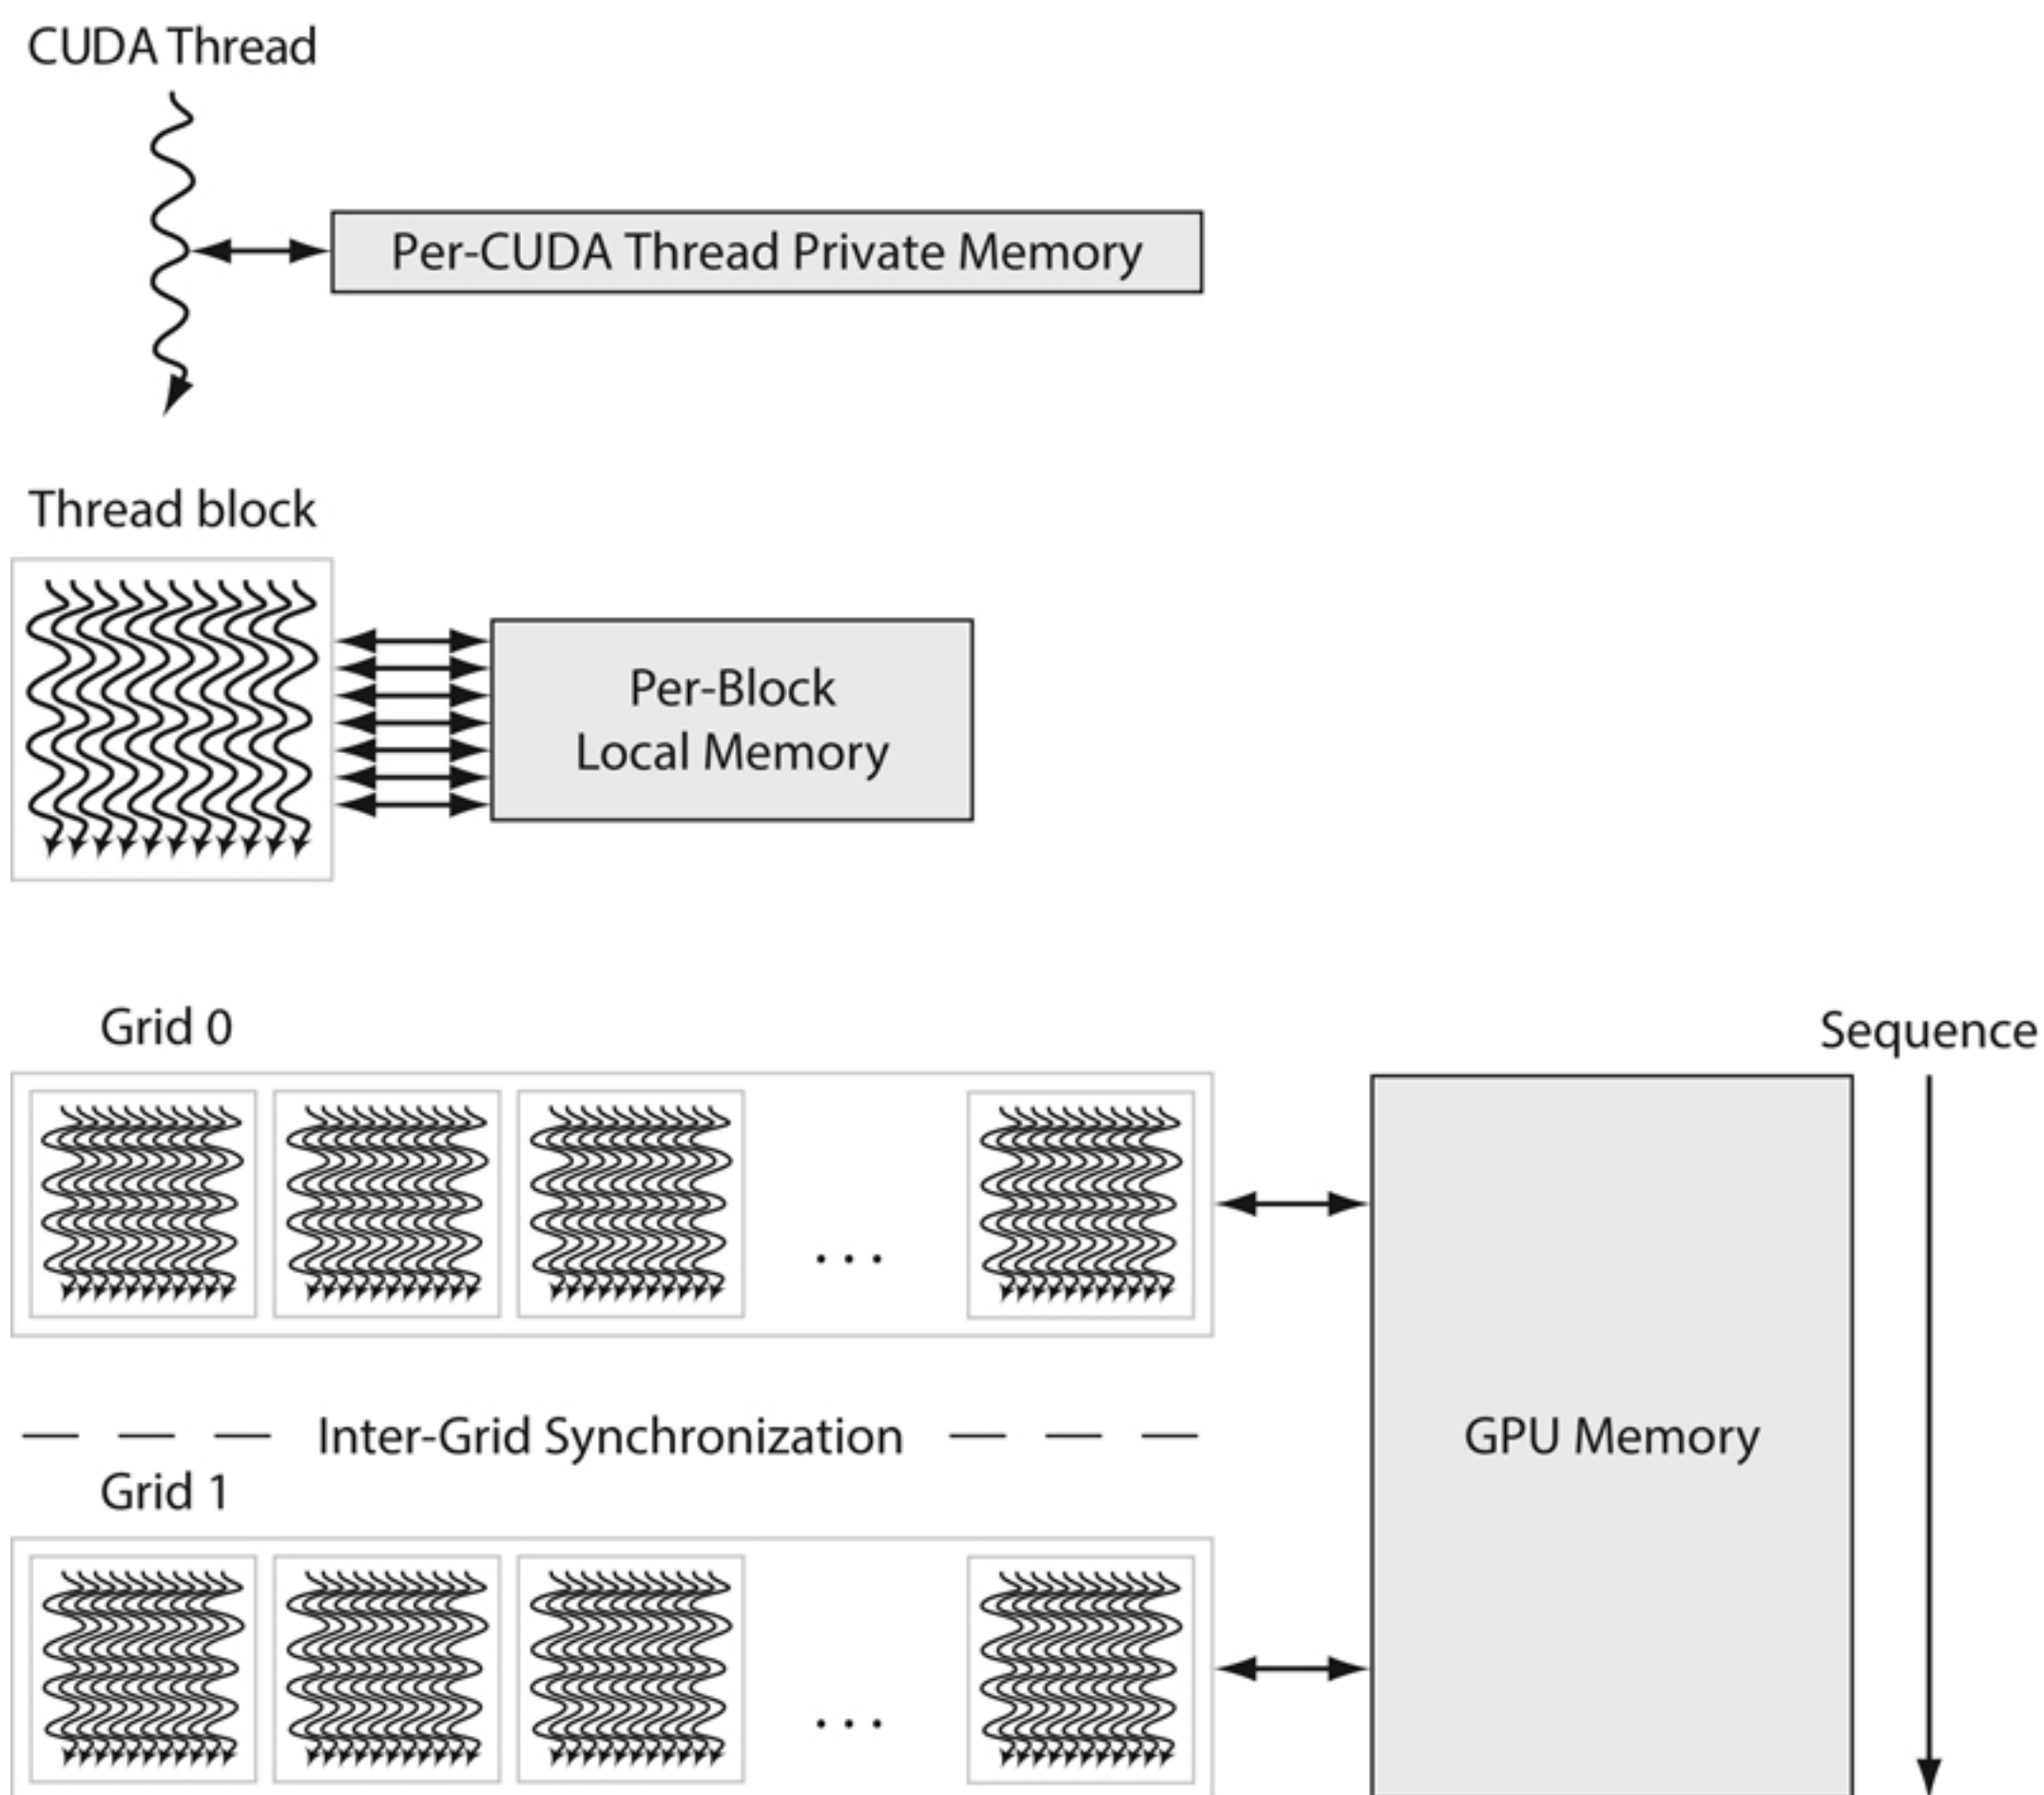 CUDA Thread
Per-CUDA Thread Private Memory
Thread block
Per-Block
Local Memory
Grid 0
Sequence
. . .
Inter-Grid Synchronization
GPU Memory
Grid 1
. . .